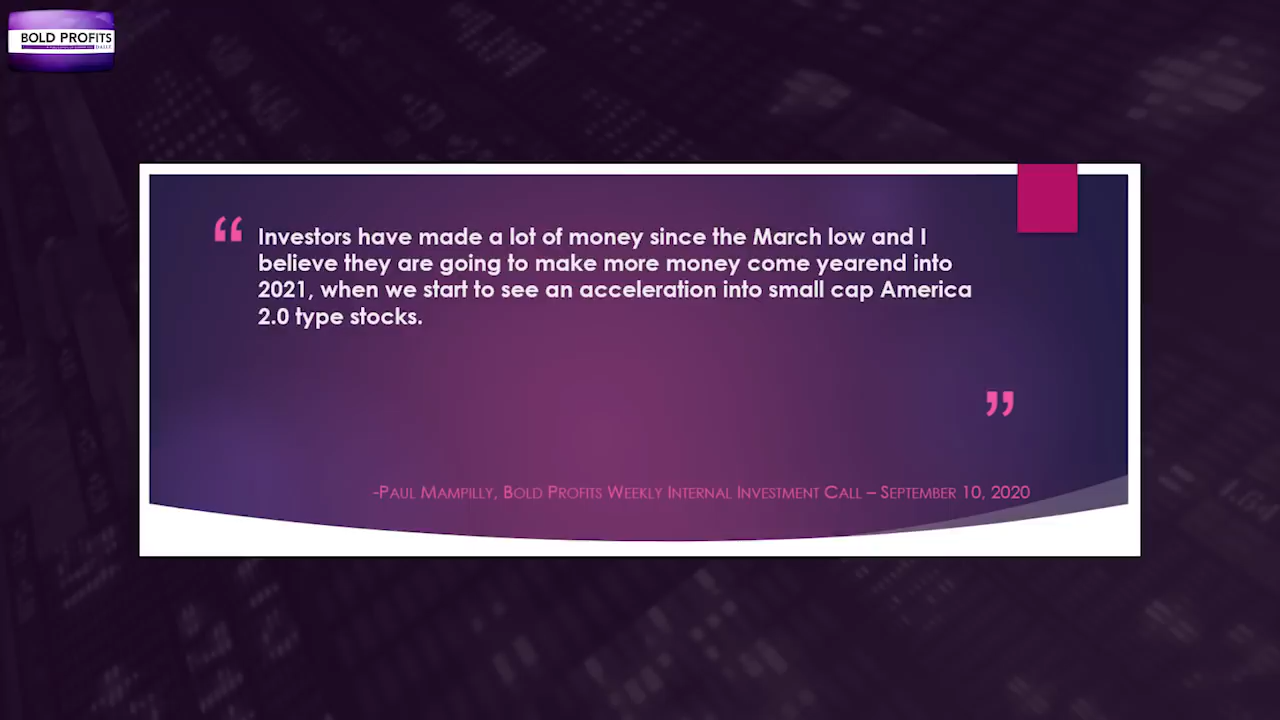 BOLD PROFITS
DAILY
“ Investors have made a lot of money since the March low and I
believe they are going to make more money come yearend into
2021, when we start to see an acceleration into small cap America
2.0 type stocks.
”
-Paul Mampilly, Bold Profits Weekly Internal Investment Call – September 10, 2020